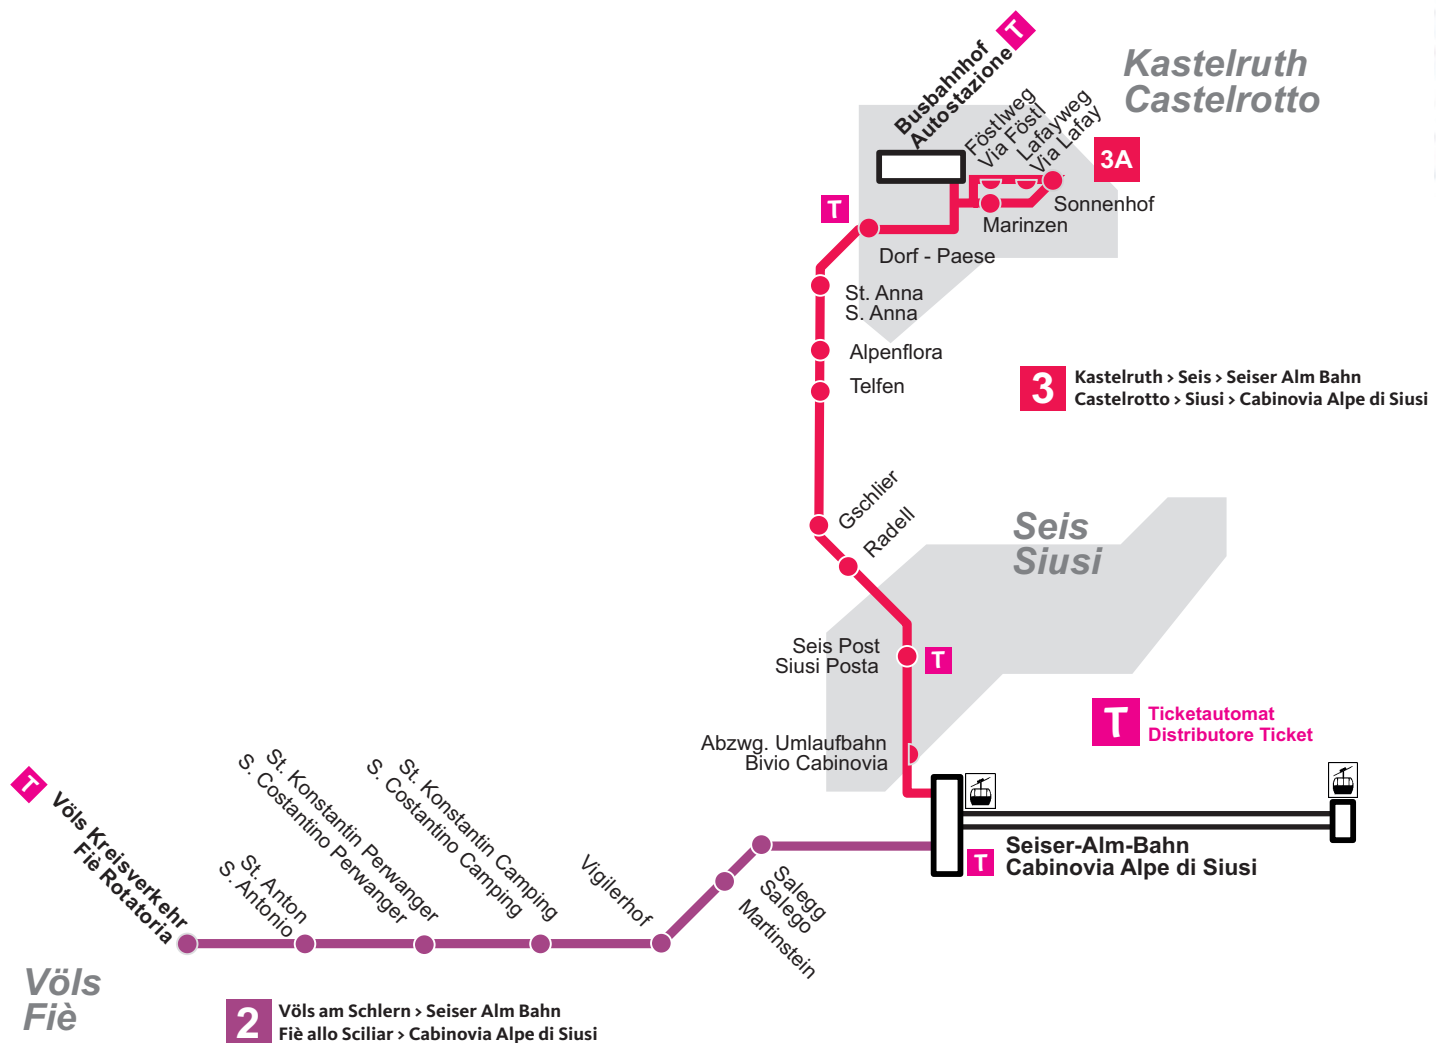 Busbahnhof
Autostazione
T
Kastelruth
Castelrotto
Föstlweg
Via Föstl
Lafayweg
Via Lafay
3A
Sonnenhof
Marinzen
T
Dorf - Paese
St. Anna
S. Anna
Alpenflora
Telfen
3
Kastelruth › Seis › Seiser Alm Bahn
Castelrotto › Siusi › Cabinovia Alpe di Siusi
Gschlier
Radell
Seis
Siusi
Seis Post
Siusi Posta
T
T
Ticketautomat
Distributore Ticket
Abzwg. Umlaufbahn
Bivio Cabinovia
Seiser-Alm-Bahn
Cabinovia Alpe di Siusi
T
T
Völs Kreisverkehr
Fiè Rotatoria
St. Anton
S. Antonio
St. Konstantin Perwanger
S. Costantino Perwanger
St. Konstantin Camping
S. Costantino Camping
Vigilerhof
Salegg
Salego
Martinstein
Völs
Fiè
2
Völs am Schlern › Seiser Alm Bahn
Fiè allo Sciliar › Cabinovia Alpe di Siusi